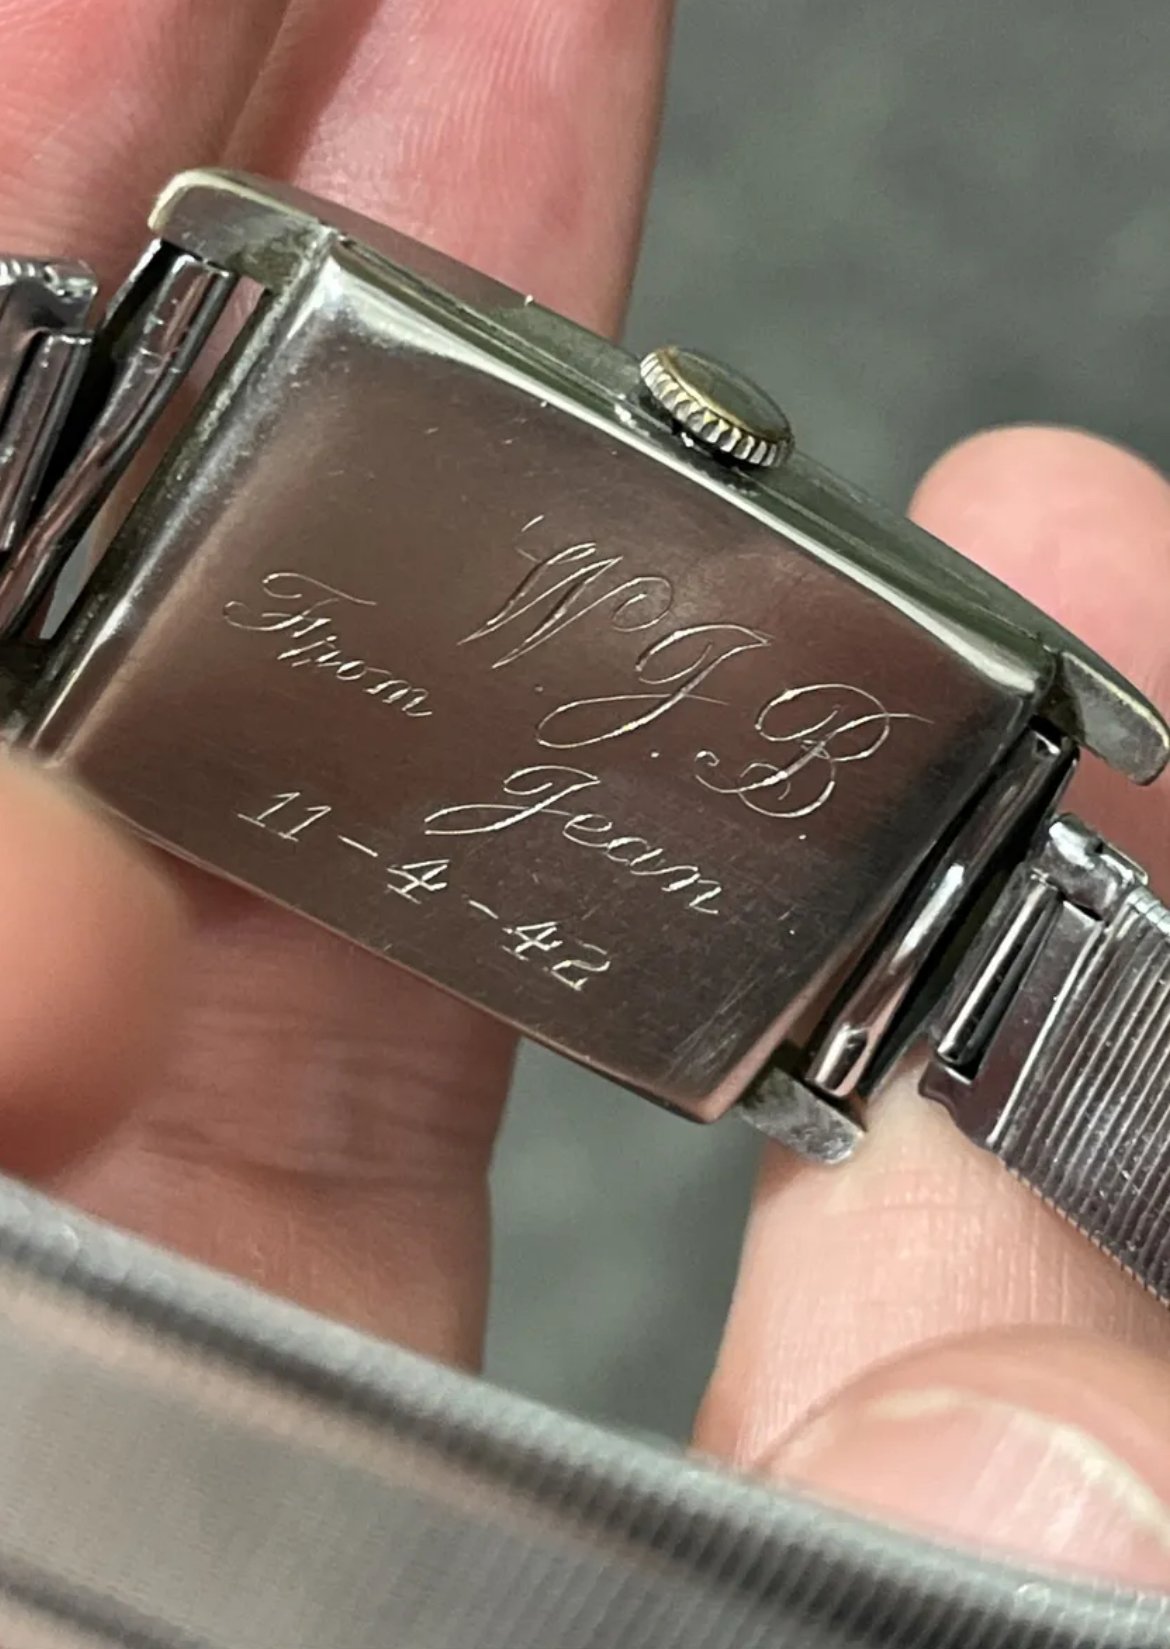 W. J. B.
From Jean
11-4-42